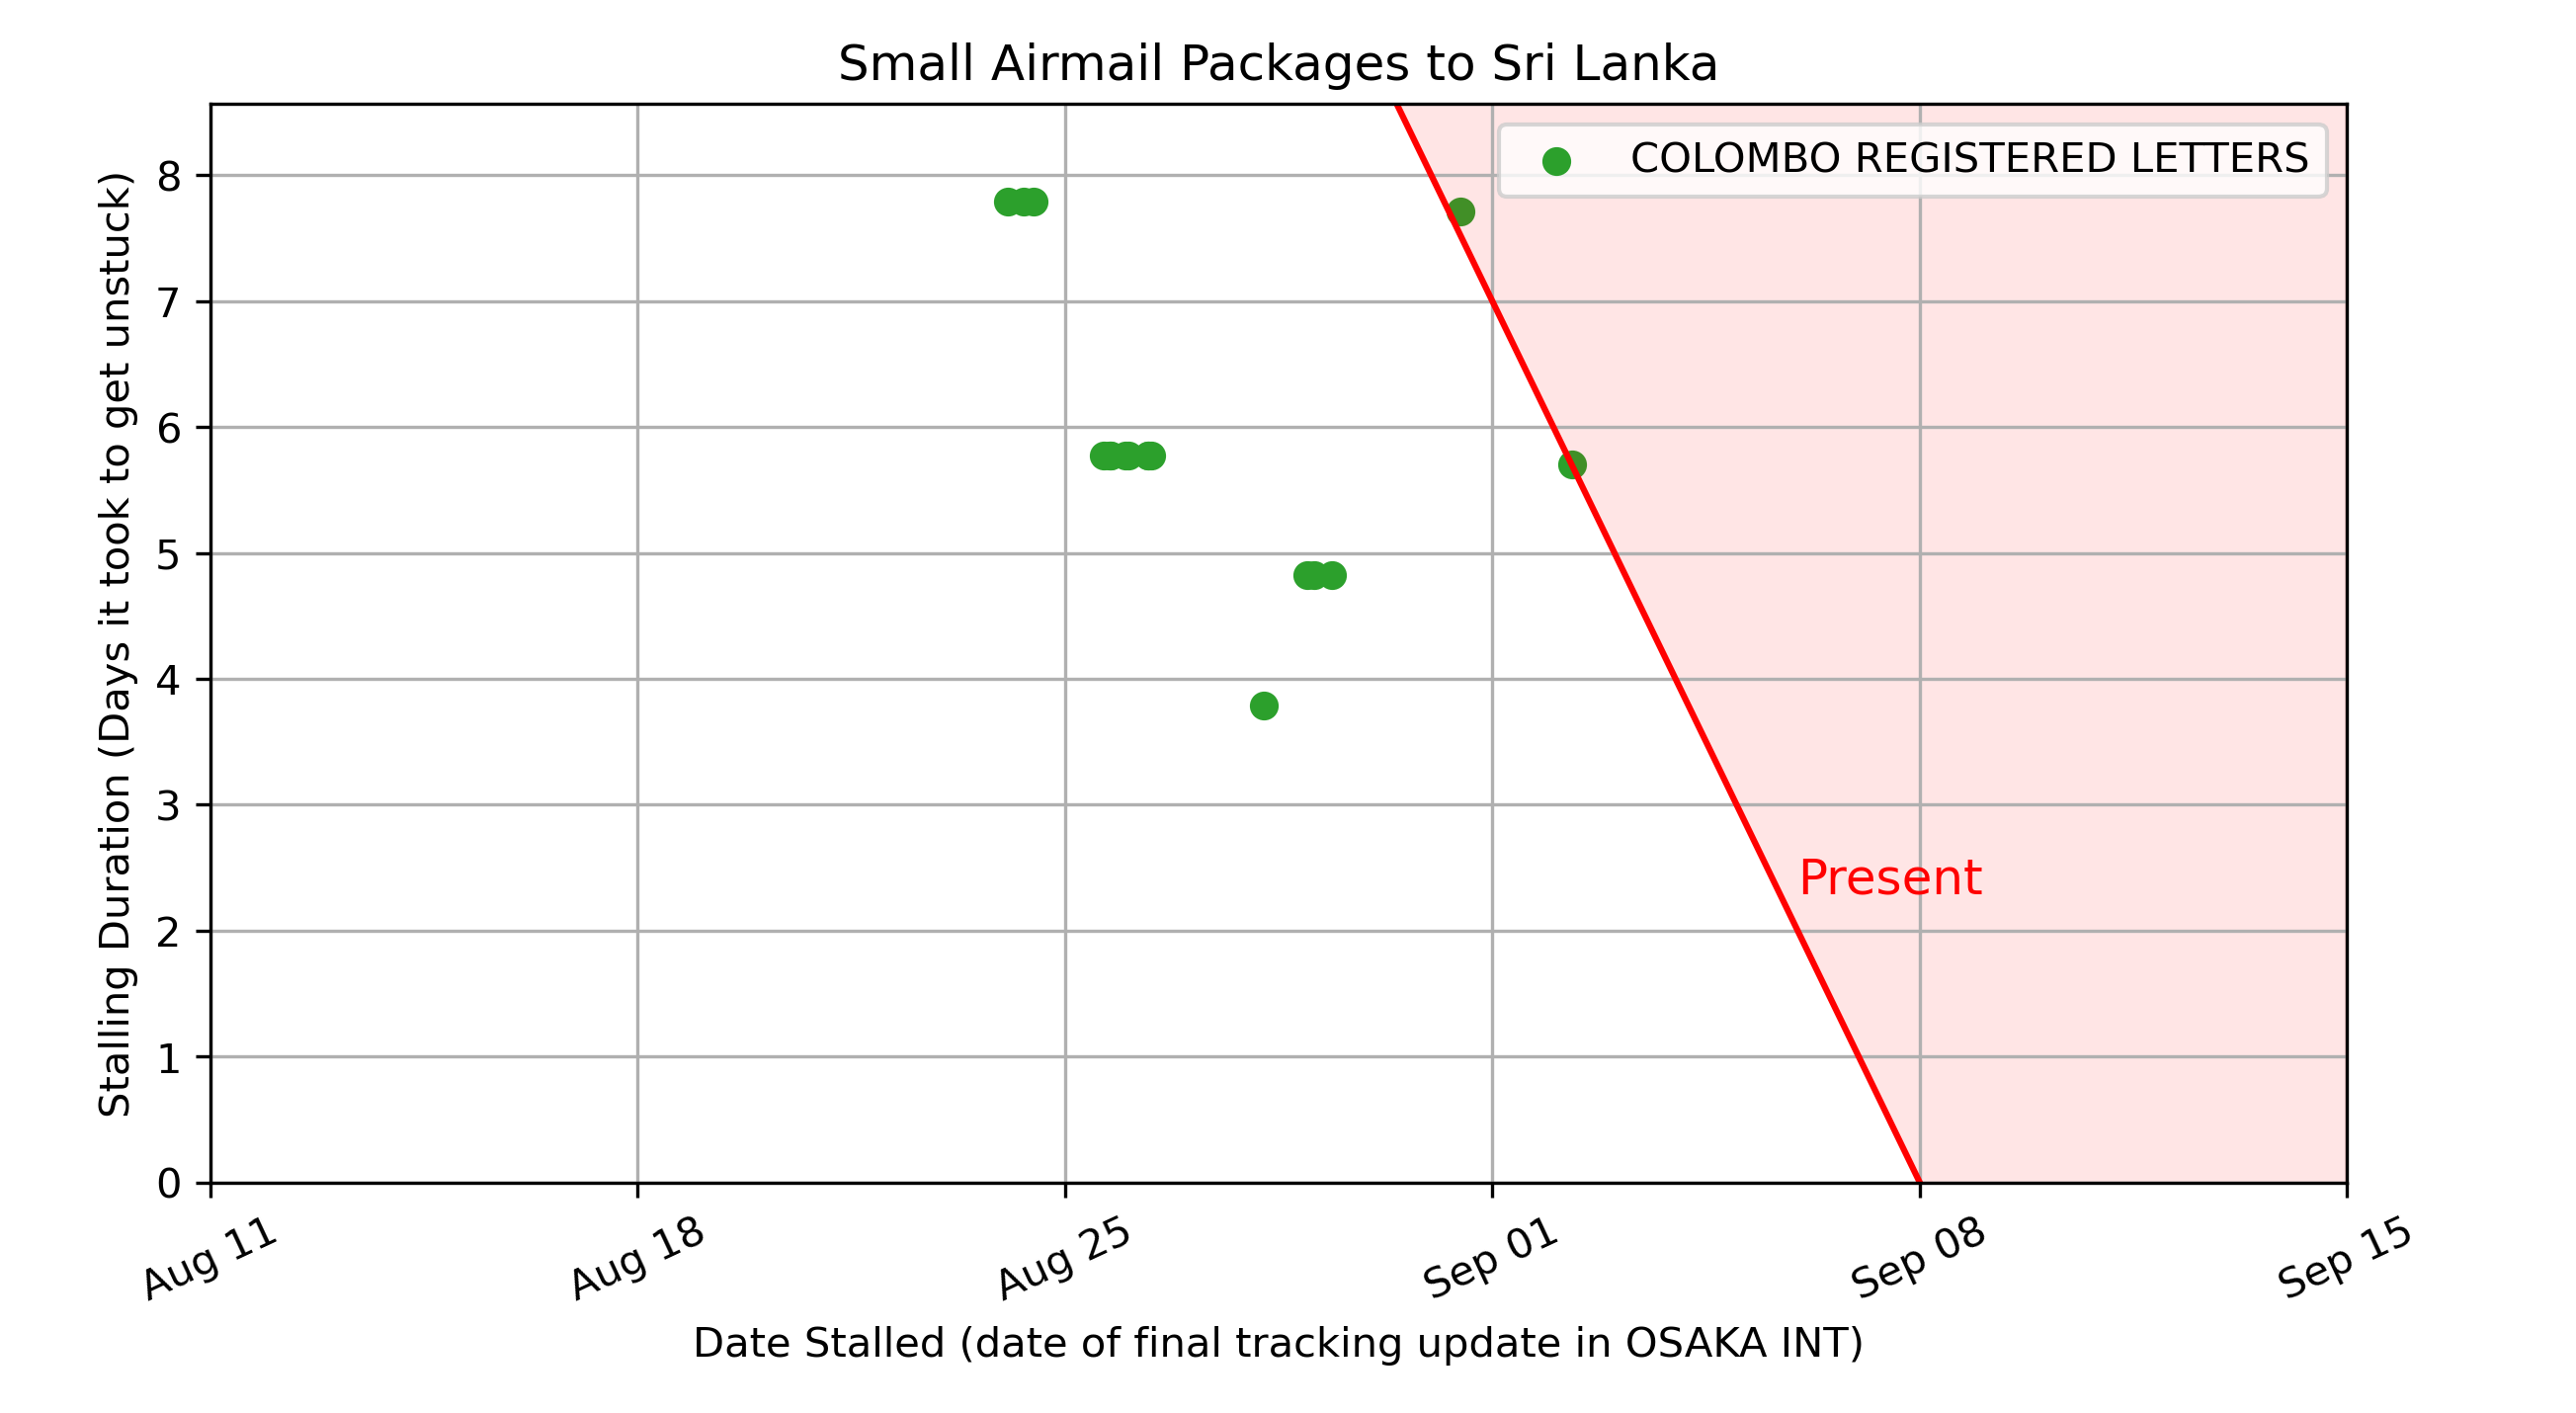 Small Airmail Packages to Sri Lanka
COLOMBO REGISTERED LETTERS
Stalling Duration (Days it took to get unstuck)
8
7
6
5
4
3
2
1
0
Present
Aug 11
Aug 18
Aug 25
Sep 01
Sep 08
Sep 15
Date Stalled (date of final tracking update in OSAKA INT)